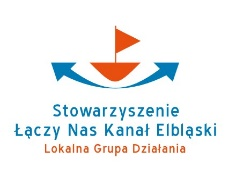 Stowarzyszenie
Łączy Nas Kanał Elbląski
Lokalna Grupa Działania